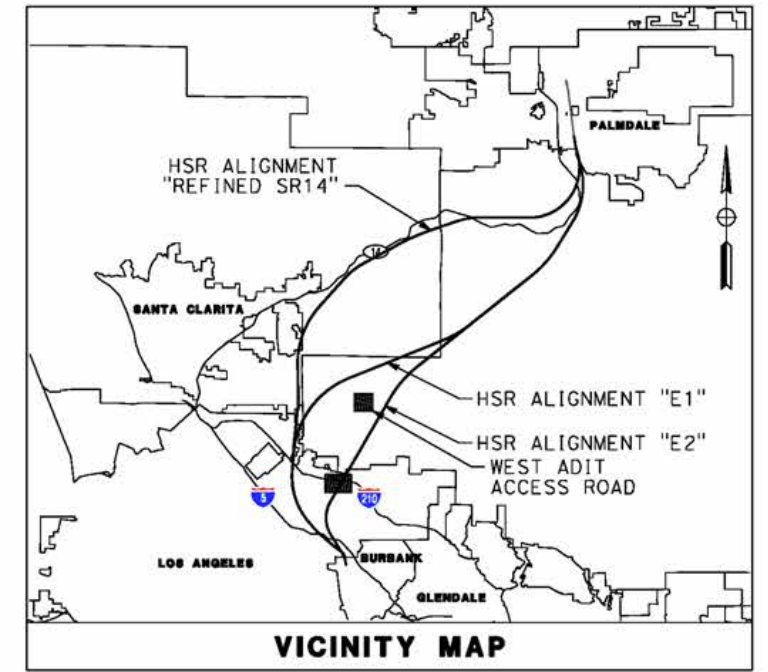 PALMDALE
HSR ALIGNMENT
"REFINED SR14"
14
SANTA CLARITA
HSR ALIGNMENT "E1"
HSR ALIGNMENT "E2"
WEST ADIT
ACCESS ROAD
5
210
LOS ANGELES
BURBANK
GLENDALE
VICINITY MAP